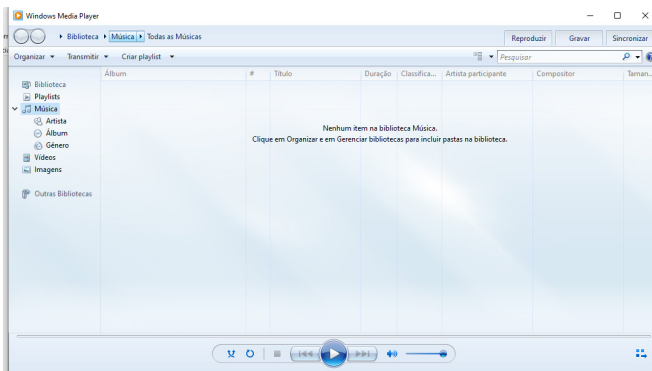 Windows Media Player
Biblioteca Música Todas as Músicas
Reproduzir Gravar Sincronizar
Organizar Transmitir Criar playlist Pesquisar
Álbum # Título Duração Classifica... Artista participante Compositor Taman...
Biblioteca
Playlists
Música
Artista
Álbum
Gênero
Vídeos
Imagens
Outras Bibliotecas
Nenhum item na biblioteca Música.
Clique em Organizar e em Gerenciar bibliotecas para incluir pastas na biblioteca.